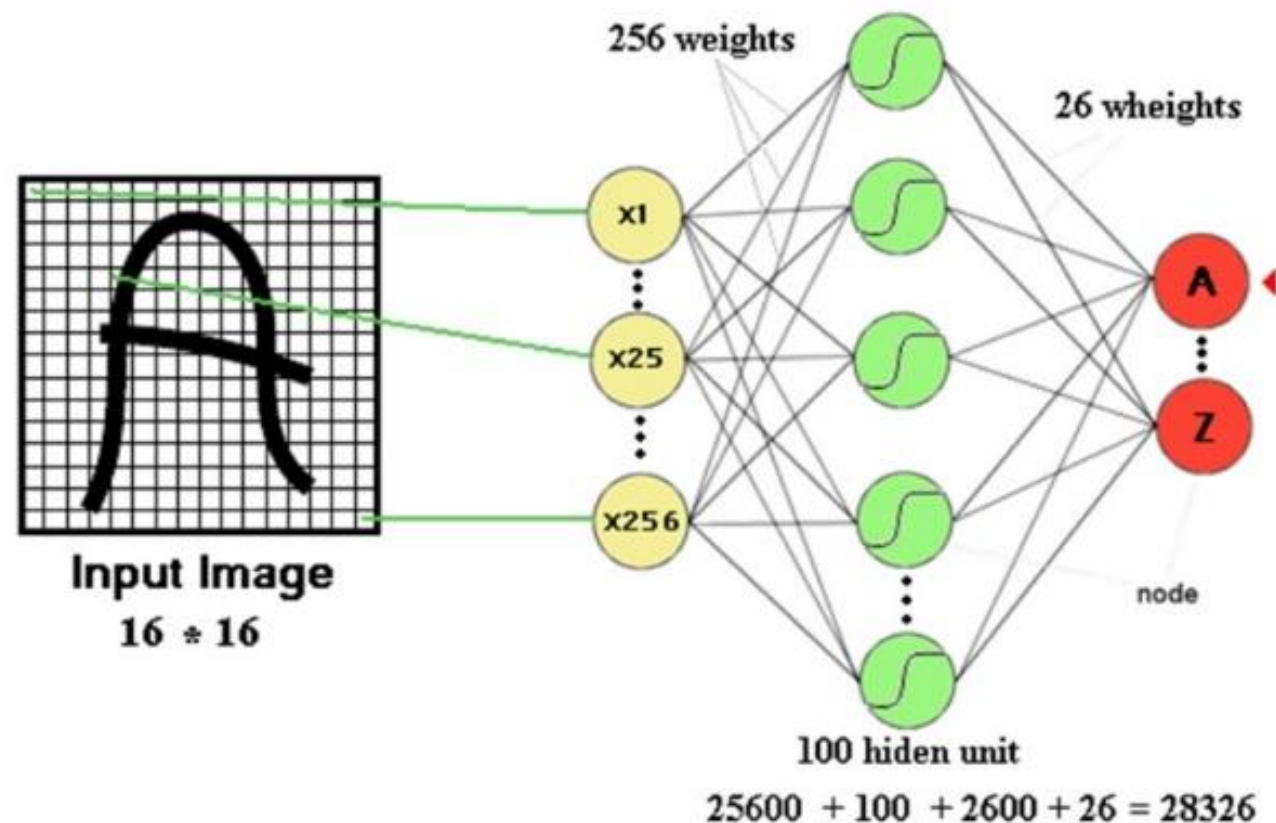 256 weights
26 wheights
x1
x25
x256
A
Z
node
Input Image
16 * 16
100 hiden unit
25600 + 100 + 2600 + 26 = 28326